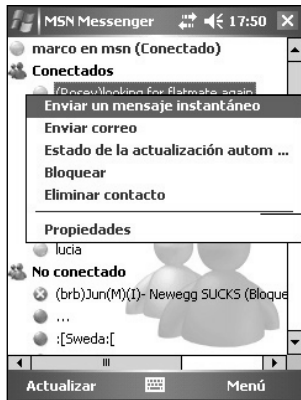 MSN Messenger 17:50
marco en msn (Conectado)
Conectados
(Rosey)looking for flatmate again
Enviar un mensaje instantáneo
Enviar correo
Estado de la actualización autom ...
Bloquear
Eliminar contacto
Propiedades
lucia
No conectado
(brb)Jun(M)(I)- Newegg SUCKS (Bloque
...
:[Sweda:[
Actualizar Menú